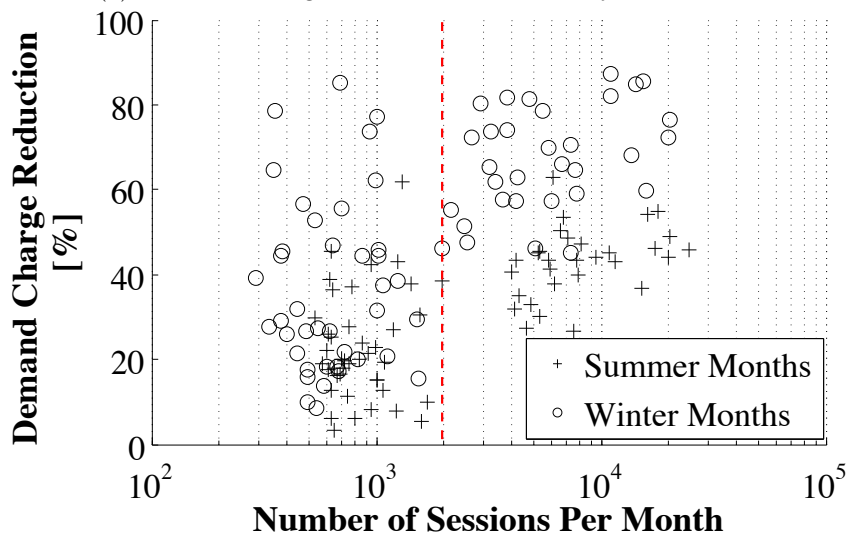 100
80
60
40
20
0
Demand Charge Reduction
[%]
Summer Months
Winter Months
10^2
10^3
10^4
10^5
Number of Sessions Per Month